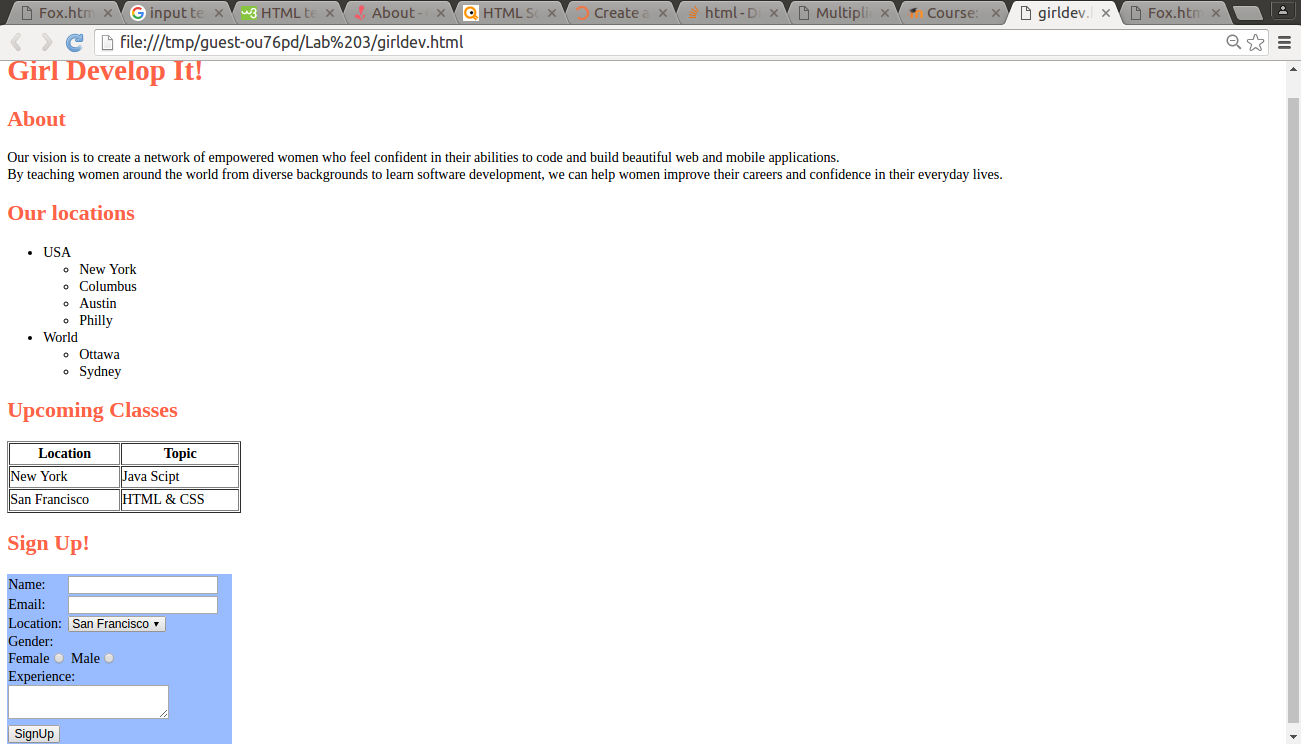 Fox.htm input te HTML te About - HTML Sc Create a html - Di Multipli Course: girldev. Fox.htm
file:///tmp/guest-ou76pd/Lab%203/girldev.html
Girl Develop It!
About
Our vision is to create a network of empowered women who feel confident in their abilities to code and build beautiful web and mobile applications.
By teaching women around the world from diverse backgrounds to learn software development, we can help women improve their careers and confidence in their everyday lives.
Our locations
USA
New York
Columbus
Austin
Philly
World
Ottawa
Sydney
Upcoming Classes
Location Topic
New York Java Scipt
San Francisco HTML & CSS
Sign Up!
Name:
Email:
Location: San Francisco
Gender:
Female Male
Experience:
SignUp